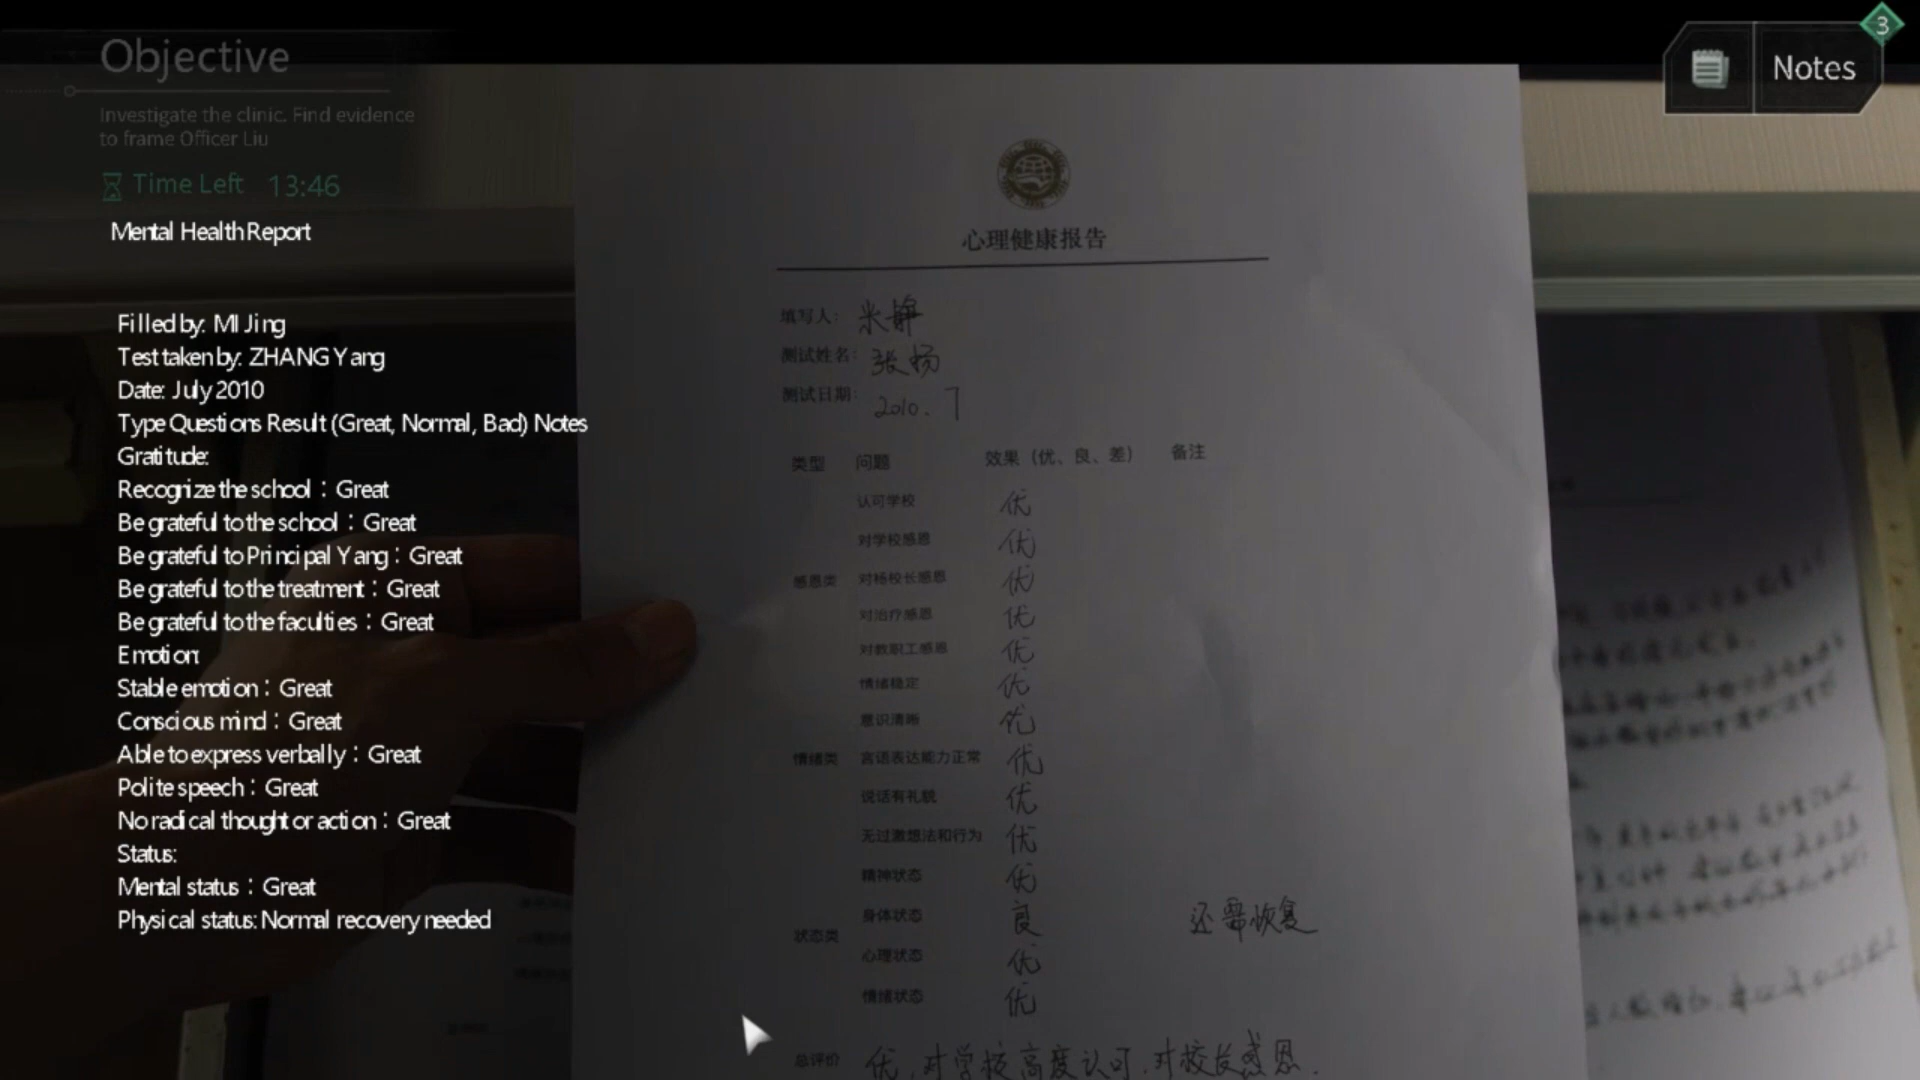 Objective
Investigate the clinic. Find evidence
to frame Officer Liu
Time Left 13:46
3
Notes
Mental Health Report
Filled by: MI Jing
Test taken by: ZHANG Yang
Date: July 2010
Type Questions Result (Great, Normal, Bad) Notes
Gratitude:
Recognize the school：Great
Be grateful to the school：Great
Be grateful to Principal Yang：Great
Be grateful to the treatment：Great
Be grateful to the faculties：Great
Emotion:
Stable emotion：Great
Conscious mind：Great
Able to express verbally：Great
Polite speech：Great
No radical thought or action：Great
Status:
Mental status：Great
Physical status: Normal recovery needed
心理健康报告
填写人: 米静
测试姓名: 张扬
测试日期: 2010.7
类型 问题 效果（优、良、差） 备注
认可学校 优
对学校感恩 优
感恩类 对杨校长感恩 优
对治疗感恩 优
对教职工感恩 优
情绪稳定 优
意识清晰 优
情绪类 言语表达能力正常 优
说话有礼貌 优
无过激想法和行为 优
精神状态 优
身体状态 良 还需恢复
状态类
心理状态 优
情绪状态 优
总评价 优,对学校高度认可,对校长感恩.